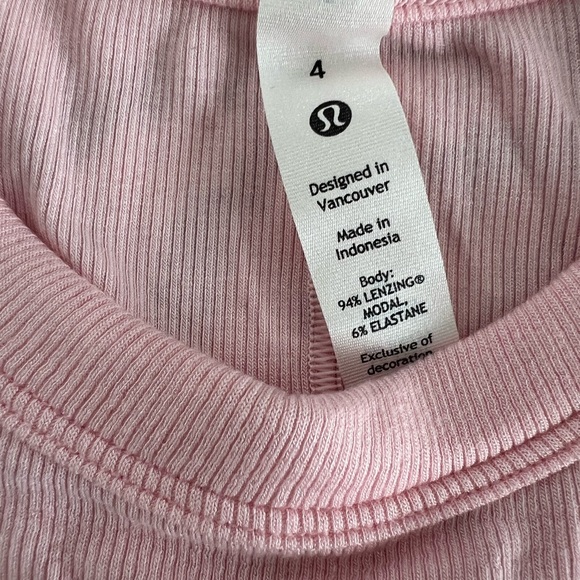 4
Designed in
Vancouver
Made in
Indonesia
Body:
94% LENZING®
MODAL,
6% ELASTANE
Exclusive of
decoration